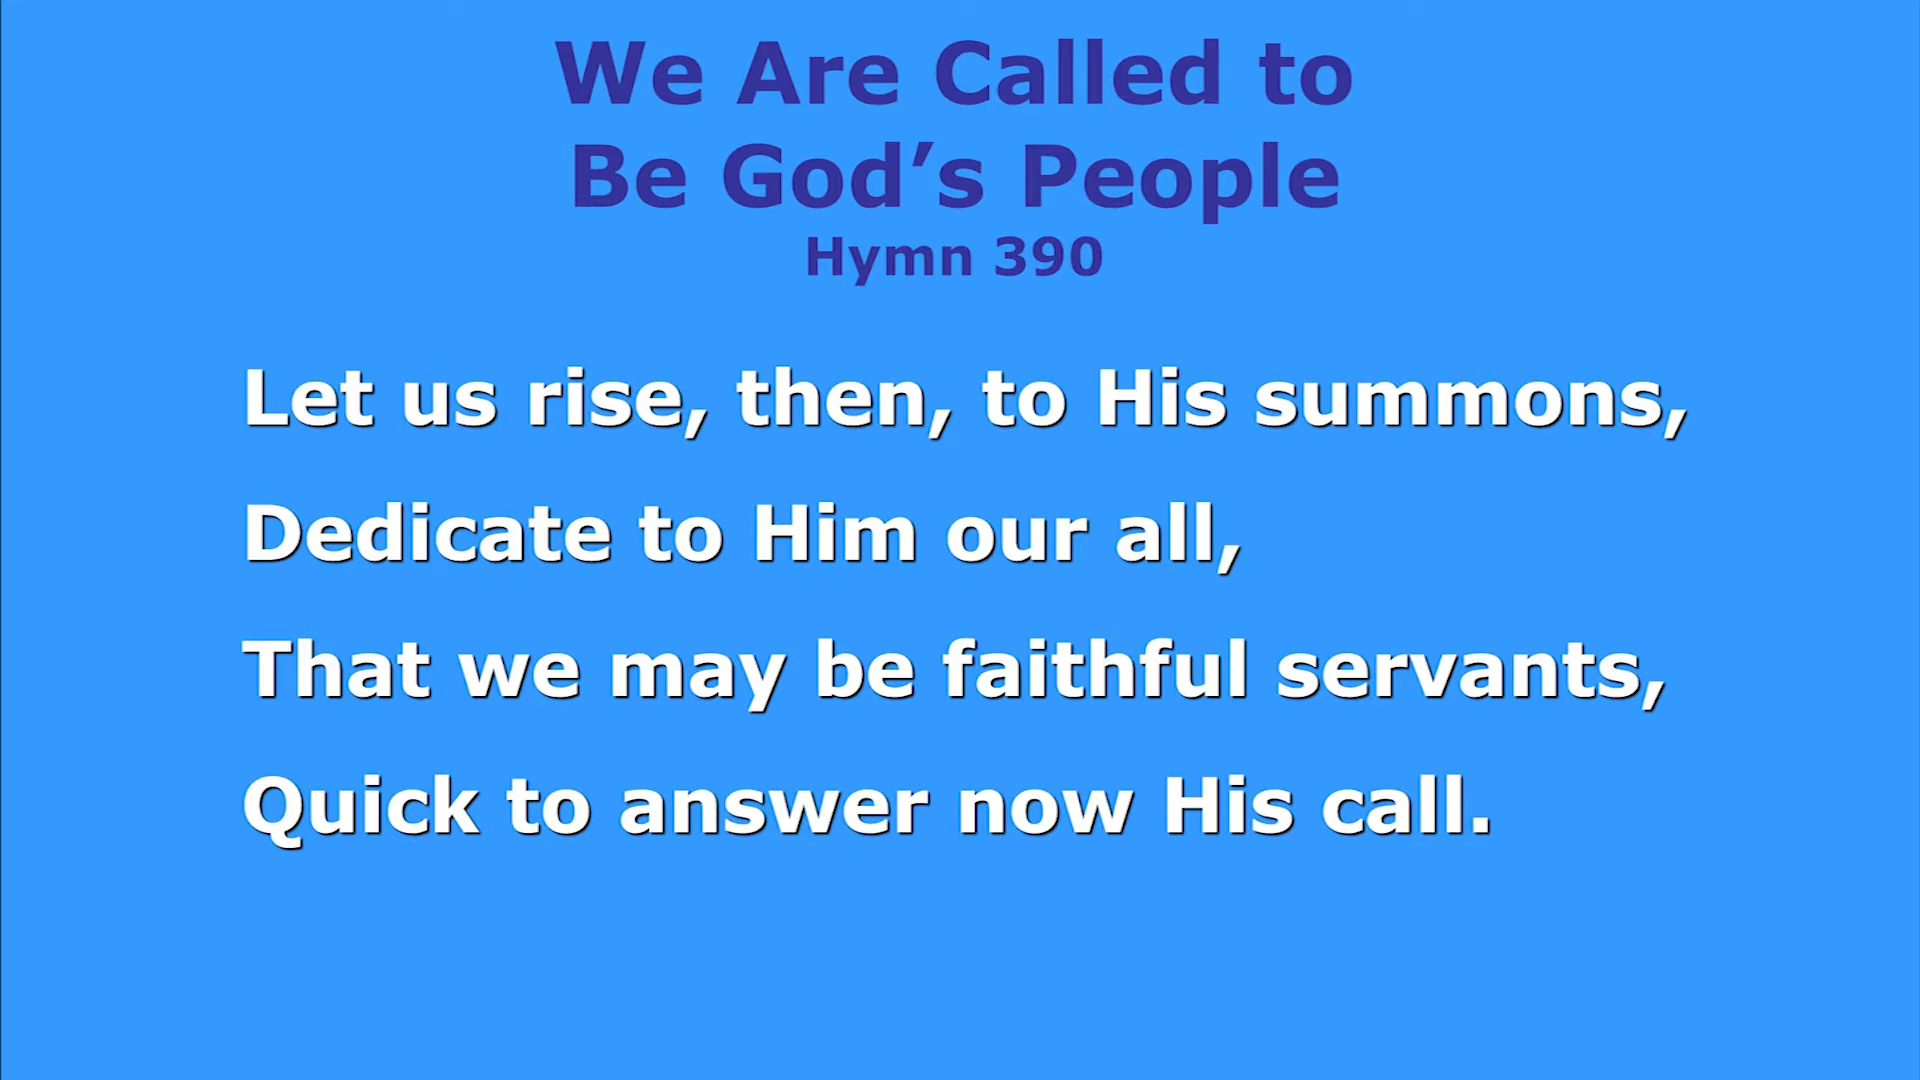 We Are Called to
Be God’s People
Hymn 390
Let us rise, then, to His summons,
Dedicate to Him our all,
That we may be faithful servants,
Quick to answer now His call.